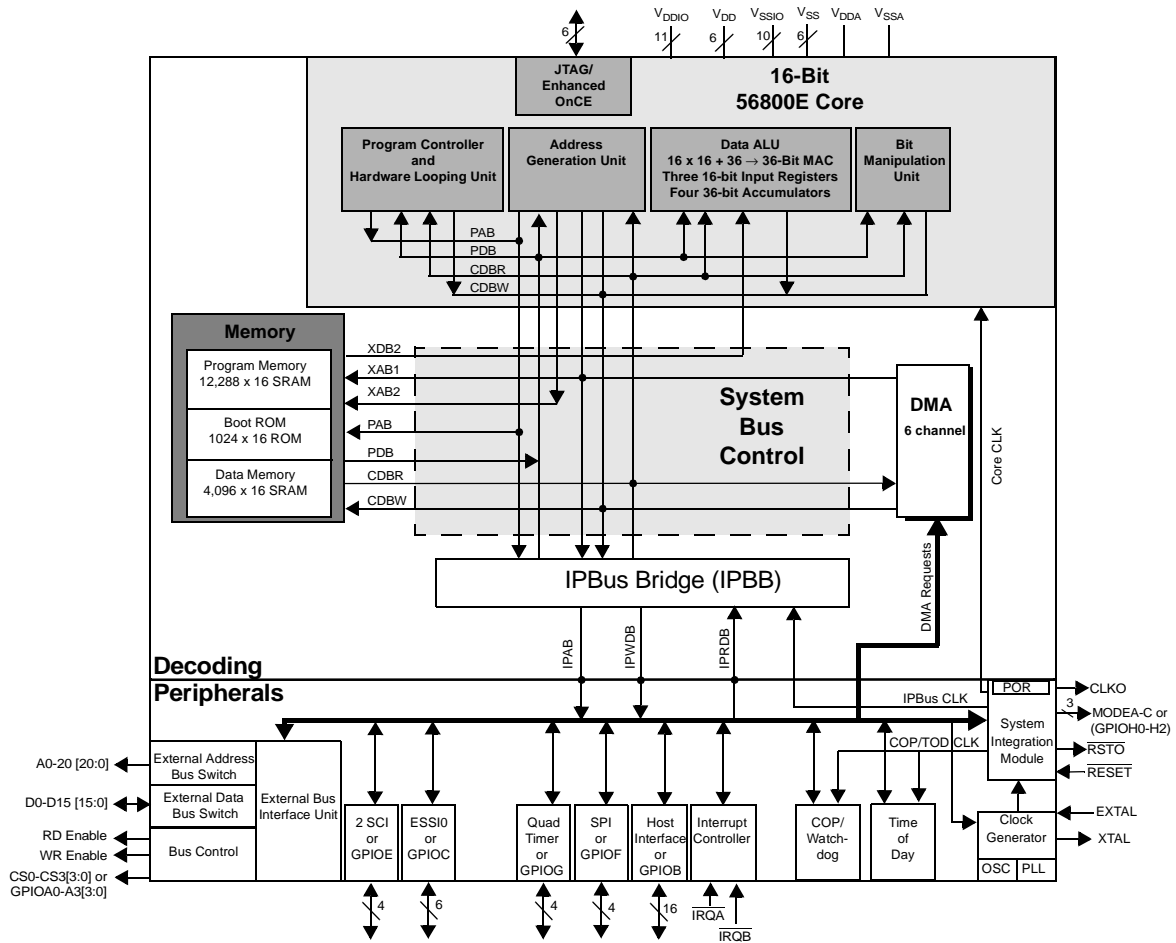 6
V_DDIO
11
V_DD
6
V_SSIO
10
V_SS
6
V_DDA
V_SSA
JTAG/
Enhanced
OnCE
16-Bit
56800E Core
Program Controller
and
Hardware Looping Unit
Address
Generation Unit
Data ALU
16 x 16 + 36 → 36-Bit MAC
Three 16-bit Input Registers
Four 36-bit Accumulators
Bit
Manipulation
Unit
PAB
PDB
CDBR
CDBW
Memory
Program Memory
12,288 x 16 SRAM
Boot ROM
1024 x 16 ROM
Data Memory
4,096 x 16 SRAM
XDB2
XAB1
XAB2
PAB
PDB
CDBR
CDBW
System
Bus
Control
DMA
6 channel
Core CLK
DMA Requests
IPBus Bridge (IPBB)
IPAB
IPWDB
IPRDB
Decoding
Peripherals
IPBus CLK
POR
System
Integration
Module
CLKO
3
MODEA-C or
(GPIOH0-H2)
RSTO
RESET
COP/TOD CLK
A0-20 [20:0]
D0-D15 [15:0]
RD Enable
WR Enable
CS0-CS3[3:0] or
GPIOA0-A3[3:0]
External Address
Bus Switch
External Data
Bus Switch
Bus Control
External Bus
Interface Unit
2 SCI
or
GPIOE
4
ESSI0
or
GPIOC
6
Quad
Timer
or
GPIOG
4
SPI
or
GPIOF
4
Host
Interface
or
GPIOB
16
Interrupt
Controller
IRQA
IRQB
COP/
Watch-
dog
Time
of
Day
Clock
Generator
OSC
PLL
EXTAL
XTAL